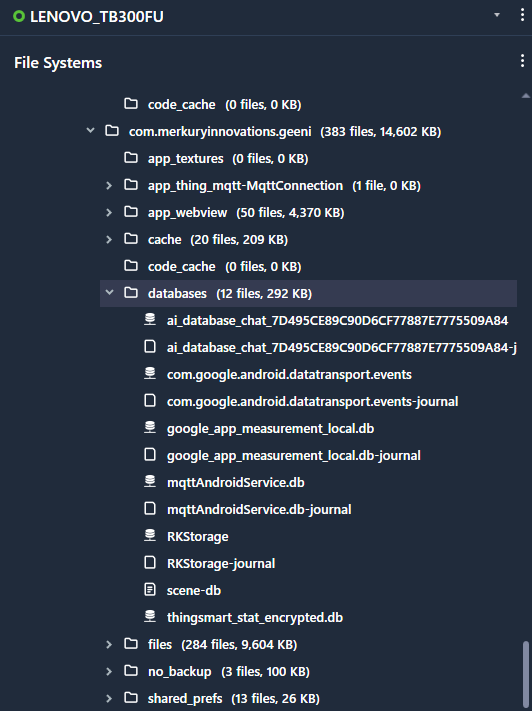 LENOVO_TB300FU
File Systems
code_cache (0 files, 0 KB)
com.merkuryinnovations.geeni (383 files, 14,602 KB)
app_textures (0 files, 0 KB)
app_thing_mqtt-MqttConnection (1 file, 0 KB)
app_webview (50 files, 4,370 KB)
cache (20 files, 209 KB)
code_cache (0 files, 0 KB)
databases (12 files, 292 KB)
ai_database_chat_7D495CE89C90D6CF77887E7775509A84
ai_database_chat_7D495CE89C90D6CF77887E7775509A84-j
com.google.android.datatransport.events
com.google.android.datatransport.events-journal
google_app_measurement_local.db
google_app_measurement_local.db-journal
mqttAndroidService.db
mqttAndroidService.db-journal
RKStorage
RKStorage-journal
scene-db
thingsmart_stat_encrypted.db
files (284 files, 9,604 KB)
no_backup (3 files, 100 KB)
shared_prefs (13 files, 26 KB)